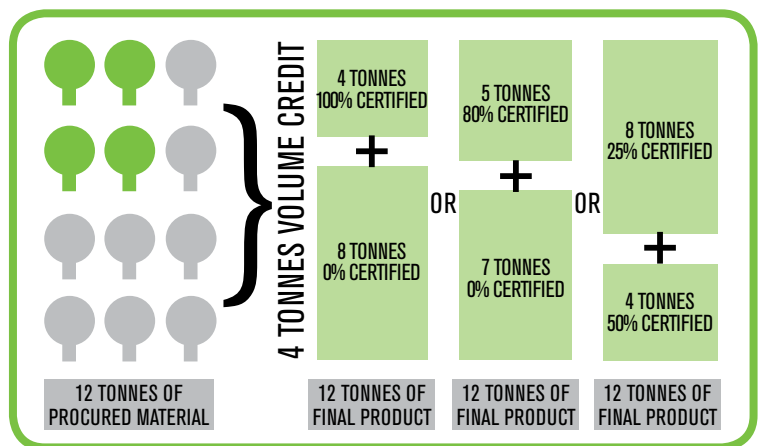 4 TONNES VOLUME CREDIT
4 TONNES
100% CERTIFIED
+
8 TONNES
0% CERTIFIED
OR
5 TONNES
80% CERTIFIED
+
7 TONNES
0% CERTIFIED
OR
8 TONNES
25% CERTIFIED
+
4 TONNES
50% CERTIFIED
12 TONNES OF
PROCURED MATERIAL
12 TONNES OF
FINAL PRODUCT
12 TONNES OF
FINAL PRODUCT
12 TONNES OF
FINAL PRODUCT